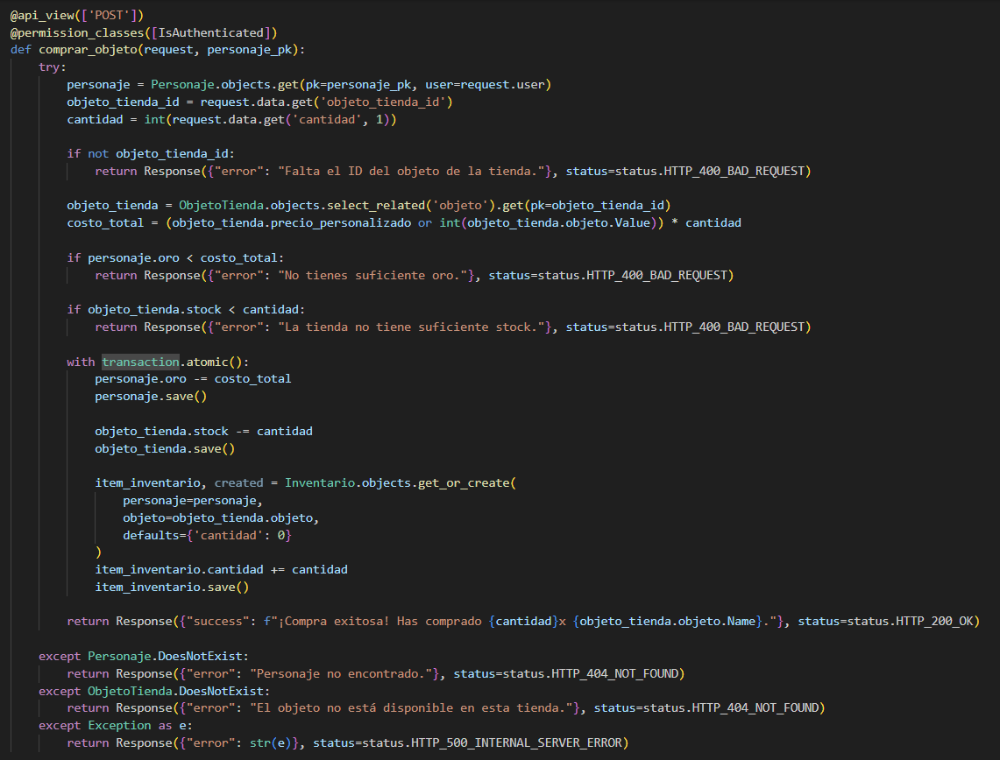 @api_view(['POST'])
@permission_classes([IsAuthenticated])
def comprar_objeto(request, personaje_pk):
    try:
        personaje = Personaje.objects.get(pk=personaje_pk, user=request.user)
        objeto_tienda_id = request.data.get('objeto_tienda_id')
        cantidad = int(request.data.get('cantidad', 1))

        if not objeto_tienda_id:
            return Response({"error": "Falta el ID del objeto de la tienda."}, status=status.HTTP_400_BAD_REQUEST)

        objeto_tienda = ObjetoTienda.objects.select_related('objeto').get(pk=objeto_tienda_id)
        costo_total = (objeto_tienda.precio_personalizado or int(objeto_tienda.objeto.Value)) * cantidad

        if personaje.oro < costo_total:
            return Response({"error": "No tienes suficiente oro."}, status=status.HTTP_400_BAD_REQUEST)

        if objeto_tienda.stock < cantidad:
            return Response({"error": "La tienda no tiene suficiente stock."}, status=status.HTTP_400_BAD_REQUEST)

        with transaction.atomic():
            personaje.oro -= costo_total
            personaje.save()

            objeto_tienda.stock -= cantidad
            objeto_tienda.save()

            item_inventario, created = Inventario.objects.get_or_create(
                personaje=personaje,
                objeto=objeto_tienda.objeto,
                defaults={'cantidad': 0}
            )
            item_inventario.cantidad += cantidad
            item_inventario.save()

        return Response({"success": f"¡Compra exitosa! Has comprado {cantidad}x {objeto_tienda.objeto.Name}."}, status=status.HTTP_200_OK)

    except Personaje.DoesNotExist:
        return Response({"error": "Personaje no encontrado."}, status=status.HTTP_404_NOT_FOUND)
    except ObjetoTienda.DoesNotExist:
        return Response({"error": "El objeto no está disponible en esta tienda."}, status=status.HTTP_404_NOT_FOUND)
    except Exception as e:
        return Response({"error": str(e)}, status=status.HTTP_500_INTERNAL_SERVER_ERROR)